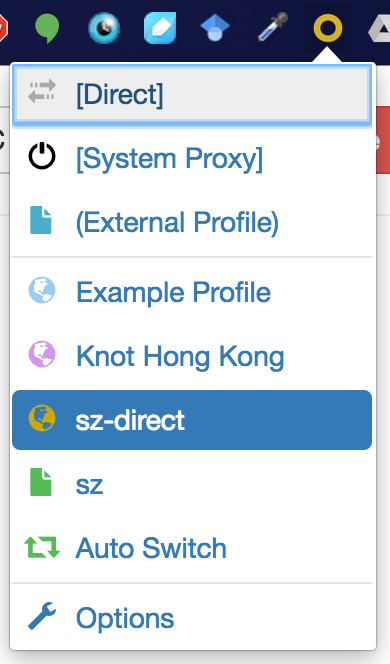 [Direct]
[System Proxy]
(External Profile)
Example Profile
Knot Hong Kong
sz-direct
sz
Auto Switch
Options